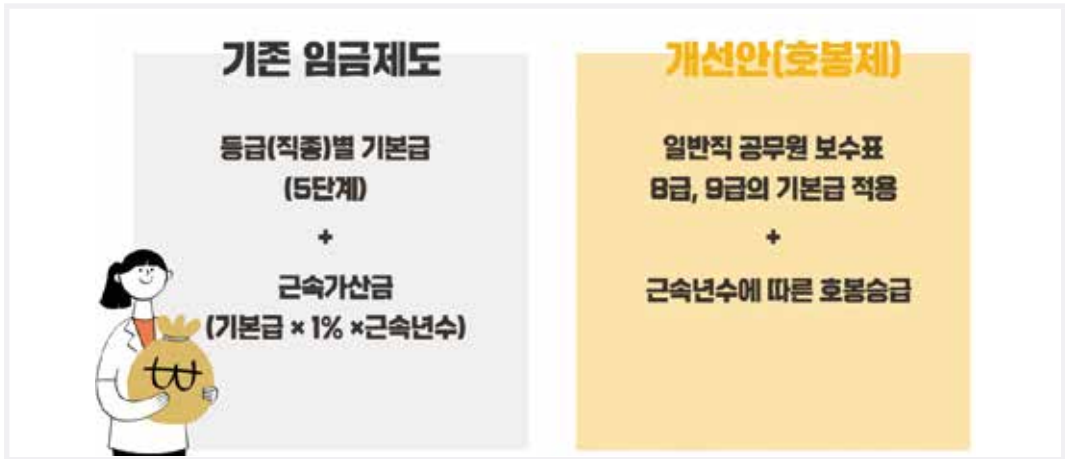 기존 임금제도
등급(직종)별 기본급
(5단계)
+
근속가산금
(기본급 × 1% ×근속년수)
₩
개선안(호봉제)
일반직 공무원 보수표
8급, 9급의 기본급 적용
+
근속년수에 따른 호봉승급